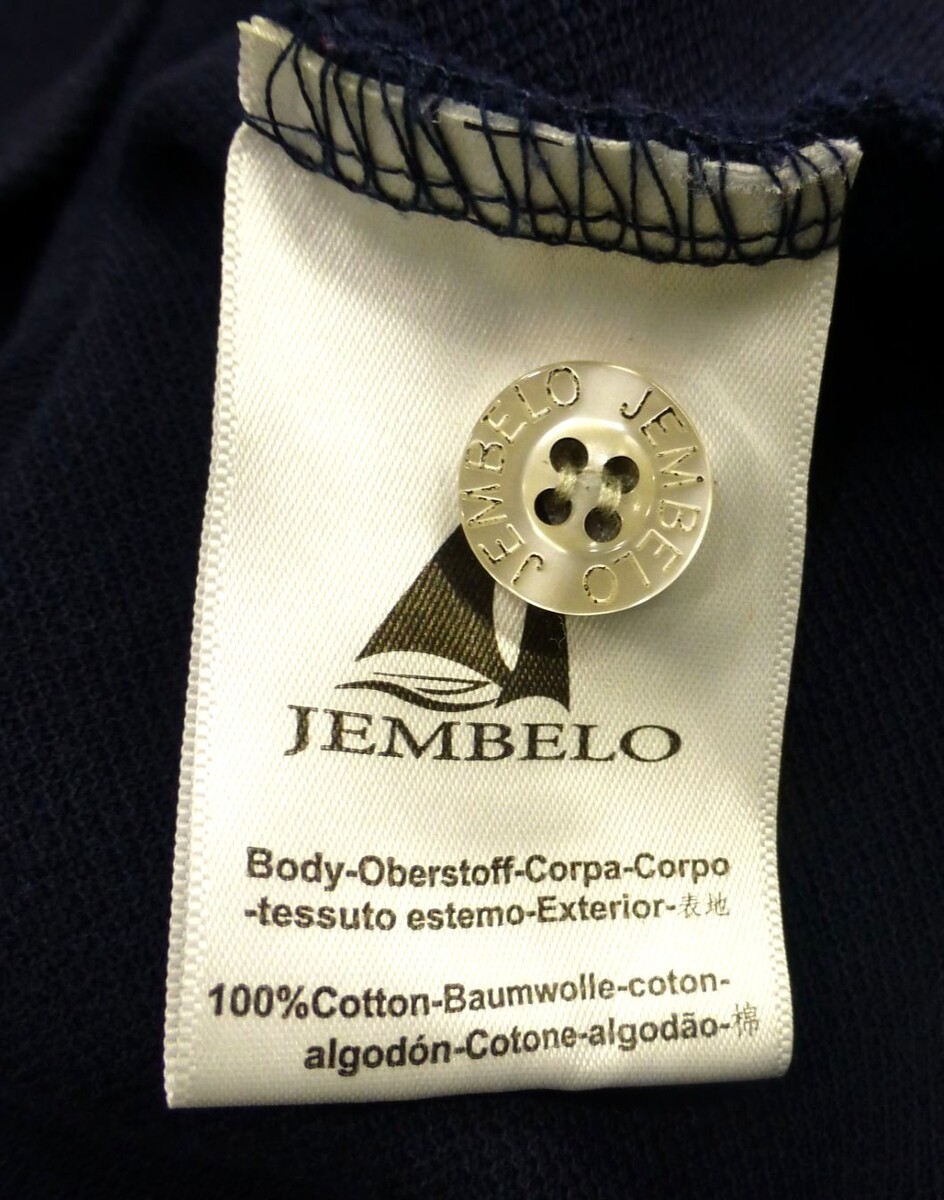 JEMBELO JEMBELO JEMBELO
JEMBELO
Body-Oberstoff-Corpa-Corpo
-tessuto estemo-Exterior-表地
100%Cotton-Baumwolle-coton-
algodón-Cotone-algodão-棉